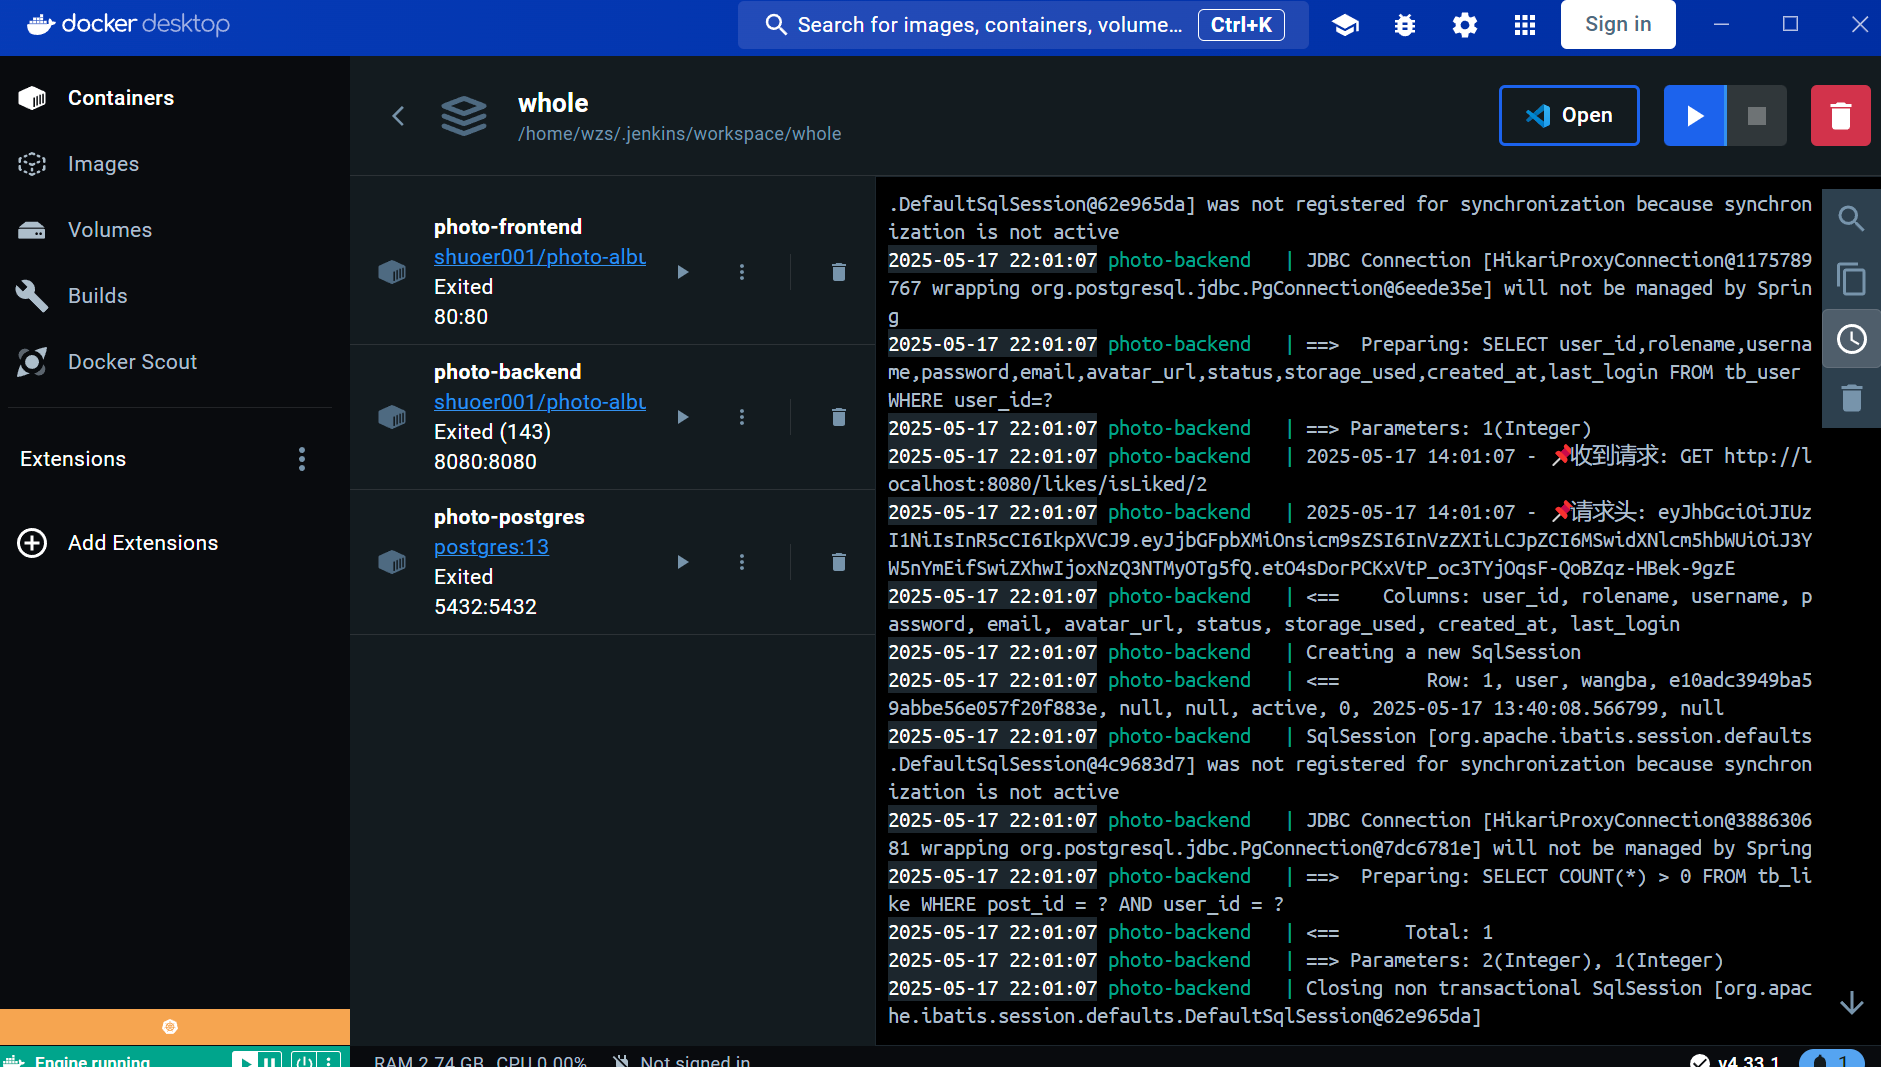 docker desktop
Search for images, containers, volume...
Ctrl+K
Sign in
Containers
Images
Volumes
Builds
Docker Scout
Extensions
Add Extensions
whole
/home/wzs/.jenkins/workspace/whole
Open
photo-frontend
shuoer001/photo-albu
Exited
80:80
photo-backend
shuoer001/photo-albu
Exited (143)
8080:8080
photo-postgres
postgres:13
Exited
5432:5432
.DefaultSqlSession@62e965da] was not registered for synchronization because synchron
ization is not active
2025-05-17 22:01:07 photo-backend | JDBC Connection [HikariProxyConnection@1175789
767 wrapping org.postgresql.jdbc.PgConnection@6eede35e] will not be managed by Sprin
g
2025-05-17 22:01:07 photo-backend | ==> Preparing: SELECT user_id,rolename,userna
me,password,email,avatar_url,status,storage_used,created_at,last_login FROM tb_user
WHERE user_id=?
2025-05-17 22:01:07 photo-backend | ==> Parameters: 1(Integer)
2025-05-17 22:01:07 photo-backend | 2025-05-17 14:01:07 - 📌收到请求: GET http://l
ocalhost:8080/likes/isLiked/2
2025-05-17 22:01:07 photo-backend | 2025-05-17 14:01:07 - 📌请求头: eyJhbGciOiJIUz
I1NiIsInR5cCI6IkpXVCJ9.eyJjbGFpbXMiOnsicm9sZSI6InVzZXIiLCJpZCI6MSwidXNlcm5hbWUiOiJ3Y
W5nYmEifSwiZXhwIjoxNzQ3NTMyOTg5fQ.etO4sDorPCKxVtP_oc3TYjOqsF-QoBZqz-HBek-9gzE
2025-05-17 22:01:07 photo-backend | <== Columns: user_id, rolename, username, p
assword, email, avatar_url, status, storage_used, created_at, last_login
2025-05-17 22:01:07 photo-backend | Creating a new SqlSession
2025-05-17 22:01:07 photo-backend | <== Row: 1, user, wangba, e10adc3949ba5
9abbe56e057f20f883e, null, null, active, 0, 2025-05-17 13:40:08.566799, null
2025-05-17 22:01:07 photo-backend | SqlSession [org.apache.ibatis.session.defaults
.DefaultSqlSession@4c9683d7] was not registered for synchronization because synchron
ization is not active
2025-05-17 22:01:07 photo-backend | JDBC Connection [HikariProxyConnection@3886306
81 wrapping org.postgresql.jdbc.PgConnection@7dc6781e] will not be managed by Spring
2025-05-17 22:01:07 photo-backend | ==> Preparing: SELECT COUNT(*) > 0 FROM tb_li
ke WHERE post_id = ? AND user_id = ?
2025-05-17 22:01:07 photo-backend | <== Total: 1
2025-05-17 22:01:07 photo-backend | ==> Parameters: 2(Integer), 1(Integer)
2025-05-17 22:01:07 photo-backend | Closing non transactional SqlSession [org.apac
he.ibatis.session.defaults.DefaultSqlSession@62e965da]
Engine running
RAM 2.74 GB CPU 0.00%
Not signed in
v4.33.1
1